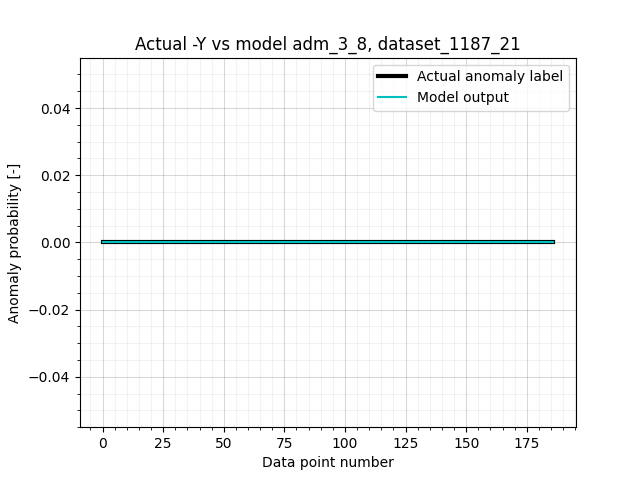 Actual -Y vs model adm_3_8, dataset_1187_21
Actual anomaly label
Model output
Anomaly probability [-]
0.04
0.02
0.00
−0.02
−0.04
0 25 50 75 100 125 150 175
Data point number